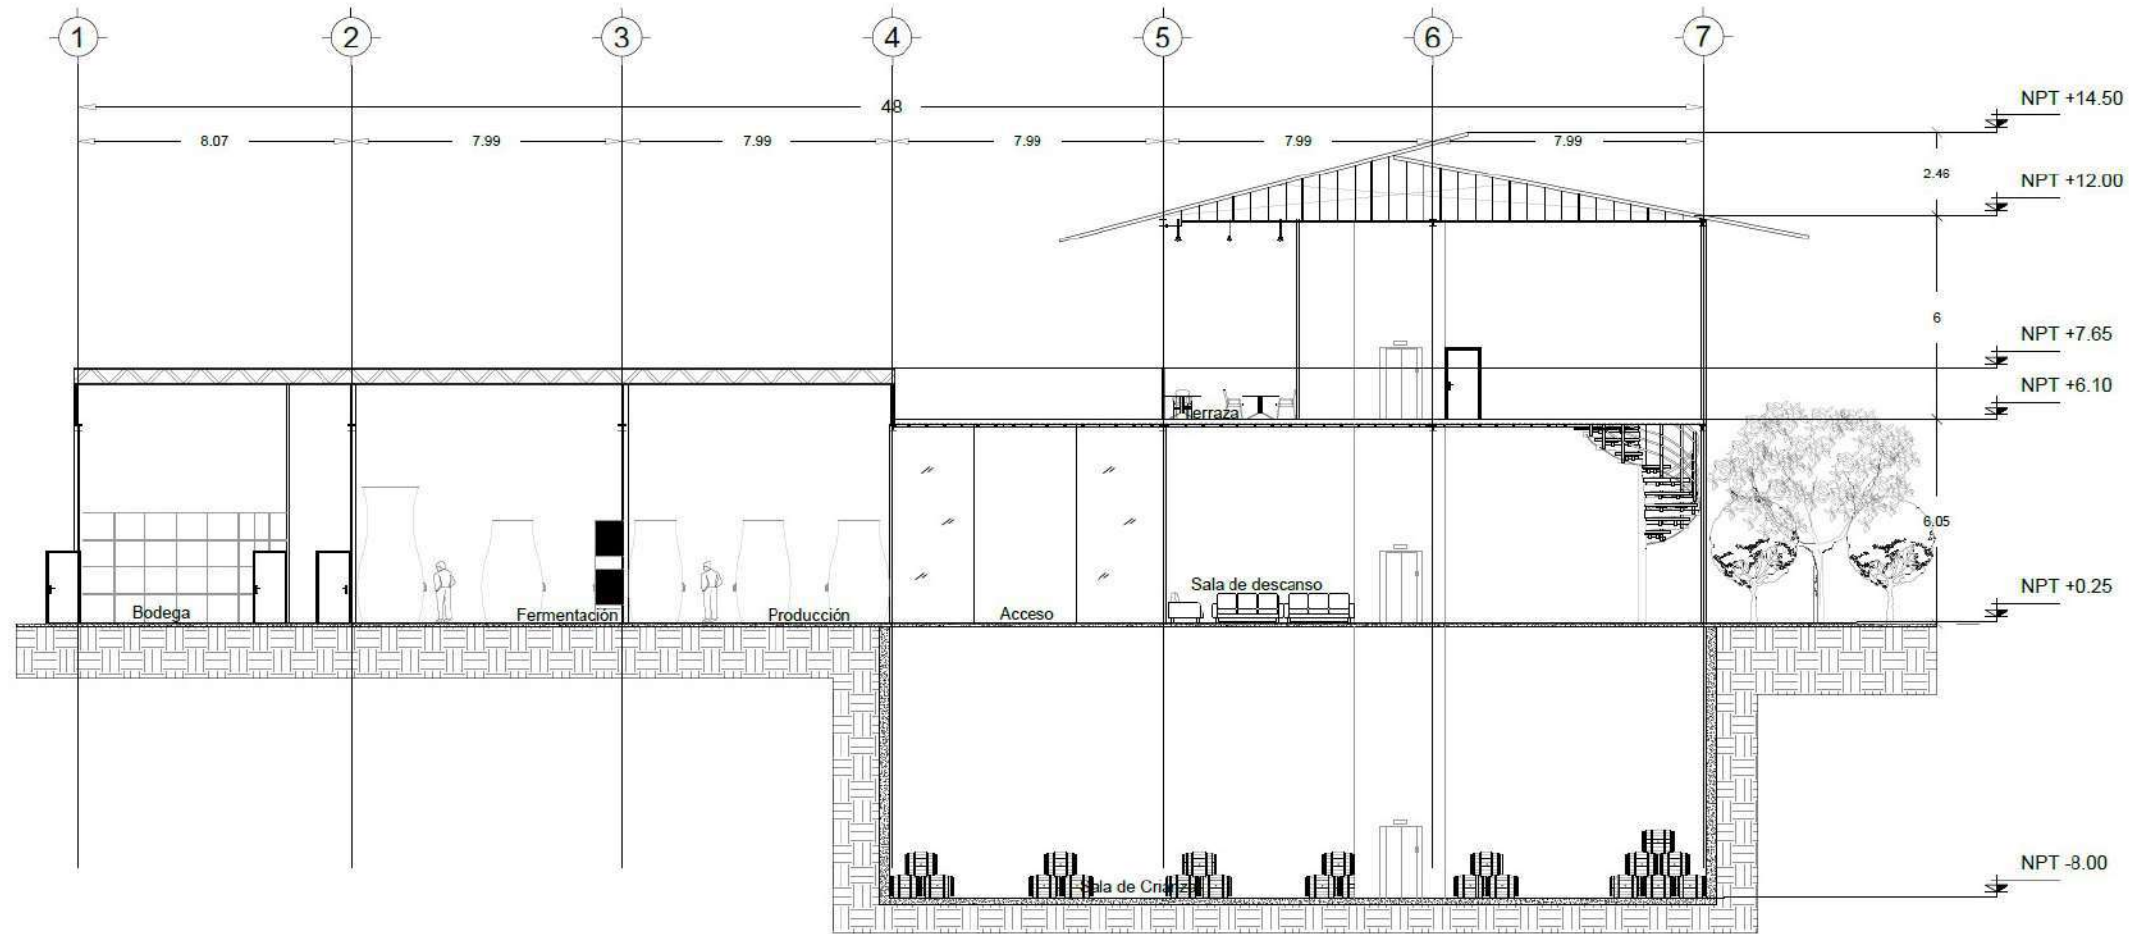 1 2 3 4 5 6 7
48
NPT +14.50
8.07 7.99 7.99 7.99 7.99 7.99
2.46
NPT +12.00
6
NPT +7.65
NPT +6.10
Terraza
6.05
Sala de descanso
NPT +0.25
Bodega Fermentación Producción Acceso
NPT -8.00
Sala de Crianza